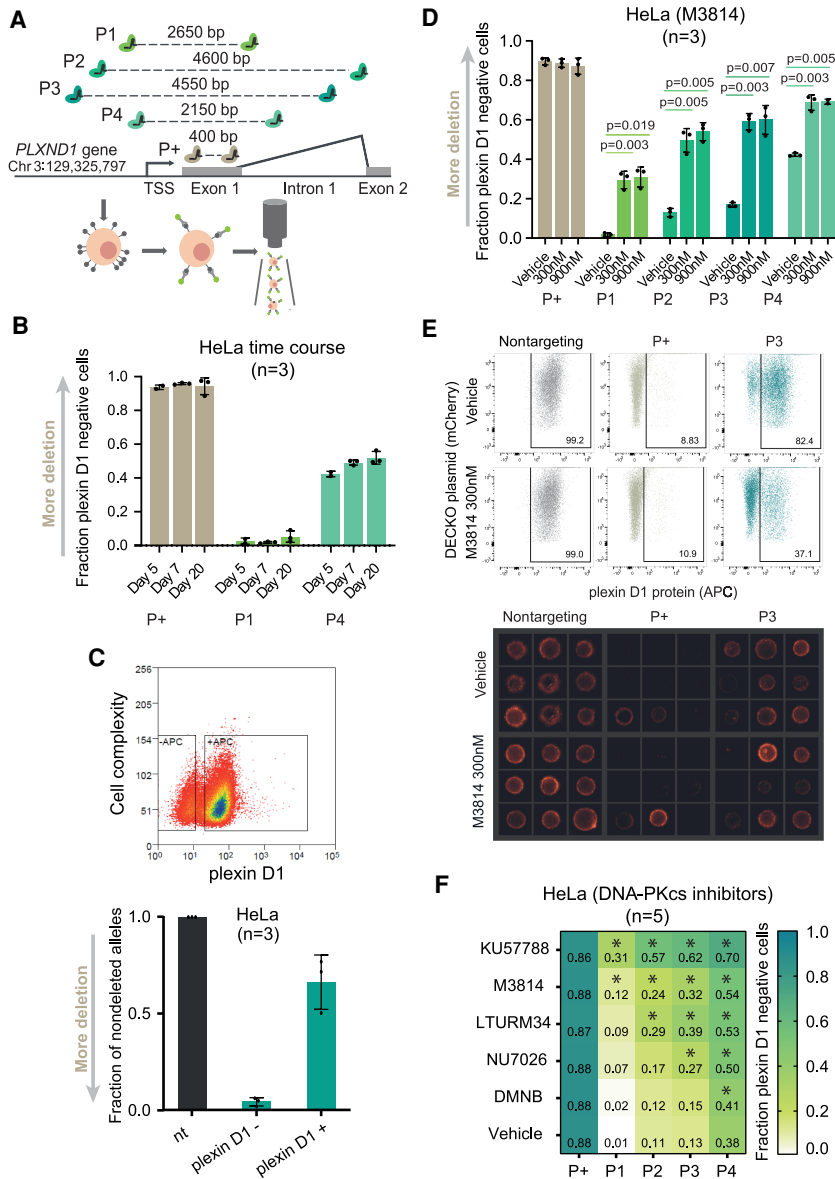 A
P1
2650 bp
P2
4600 bp
P3
4550 bp
P4
2150 bp
P+
400 bp
PLXND1 gene
Chr 3:129,325,797
TSS
Exon 1
Intron 1
Exon 2
B
HeLa time course
(n=3)
More deletion
Fraction plexin D1 negative cells
1.0
0.8
0.6
0.4
0.2
0.0
Day 5
Day 7
Day 20
Day 5
Day 7
Day 20
Day 5
Day 7
Day 20
P+
P1
P4
C
Cell complexity
256
205
154
102
51
-APC
+APC
10⁰
10¹
10²
10³
10⁴
10⁵
plexin D1
HeLa
(n=3)
More deletion
Fraction of nondeleted alleles
1.0
0.5
0.0
nt
plexin D1 -
plexin D1 +
D
HeLa (M3814)
(n=3)
More deletion
Fraction plexin D1 negative cells
1.0
0.8
0.6
0.4
0.2
0.0
p=0.019
p=0.003
p=0.005
p=0.005
p=0.007
p=0.003
p=0.005
p=0.003
Vehicle
300nM
900nM
Vehicle
300nM
900nM
Vehicle
300nM
900nM
Vehicle
300nM
900nM
Vehicle
300nM
900nM
P+
P1
P2
P3
P4
E
Nontargeting
P+
P3
DECKO plasmid (mCherry)
Vehicle
M3814 300nM
99.2
8.83
82.4
99.0
10.9
37.1
plexin D1 protein (APC)
Nontargeting
P+
P3
Vehicle
M3814 300nM
F
HeLa (DNA-PKcs inhibitors)
(n=5)
KU57788 0.86 *0.31 *0.57 *0.62 *0.70
M3814 0.88 *0.12 *0.24 *0.32 *0.54
LTURM34 0.87 0.09 *0.29 *0.39 *0.53
NU7026 0.88 0.07 0.17 *0.27 *0.50
DMNB 0.88 0.02 0.12 0.15 *0.41
Vehicle 0.88 0.01 0.11 0.13 0.38
P+ P1 P2 P3 P4
Fraction plexin D1 negative cells
1.0
0.8
0.6
0.4
0.2
0.0